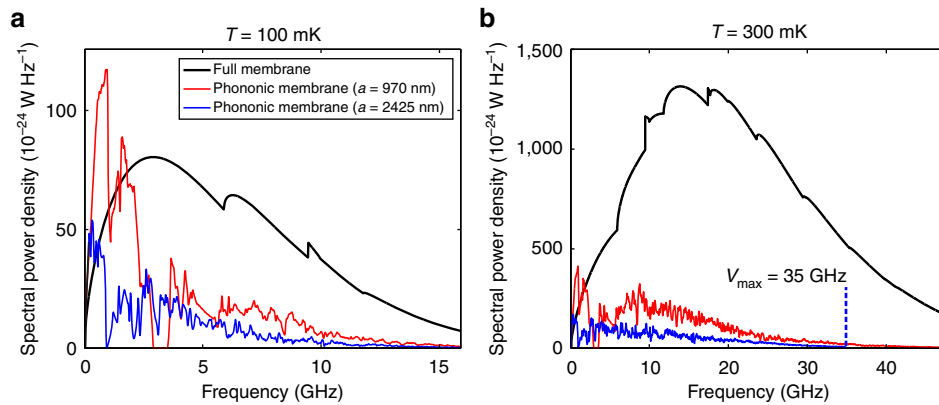 a
T = 100 mK
Spectral power density (10⁻²⁴ W Hz⁻¹)
100
50
0
Full membrane
Phononic membrane (a = 970 nm)
Phononic membrane (a = 2425 nm)
0 5 10 15
Frequency (GHz)
b
T = 300 mK
Spectral power density (10⁻²⁴ W Hz⁻¹)
1,500
1,000
500
0
Vmax = 35 GHz
0 10 20 30 40
Frequency (GHz)